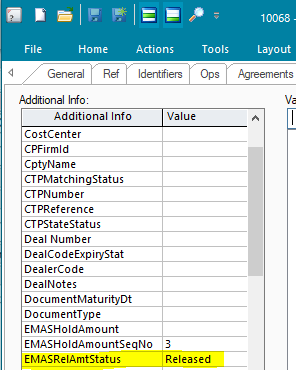 10068 -
File Home Actions Tools Layout
General Ref Identifiers Ops Agreements
Additional Info: Va
Additional Info Value
CostCenter
CPFirmId
CptyName
CTPMatchingStatus
CTPNumber
CTPReference
CTPStateStatus
Deal Number
DealCodeExpiryStat
DealerCode
DealNotes
DocumentMaturityDt
DocumentType
EMASHoldAmount
EMASHoldAmountSeqNo 3
EMASRelAmtStatus Released